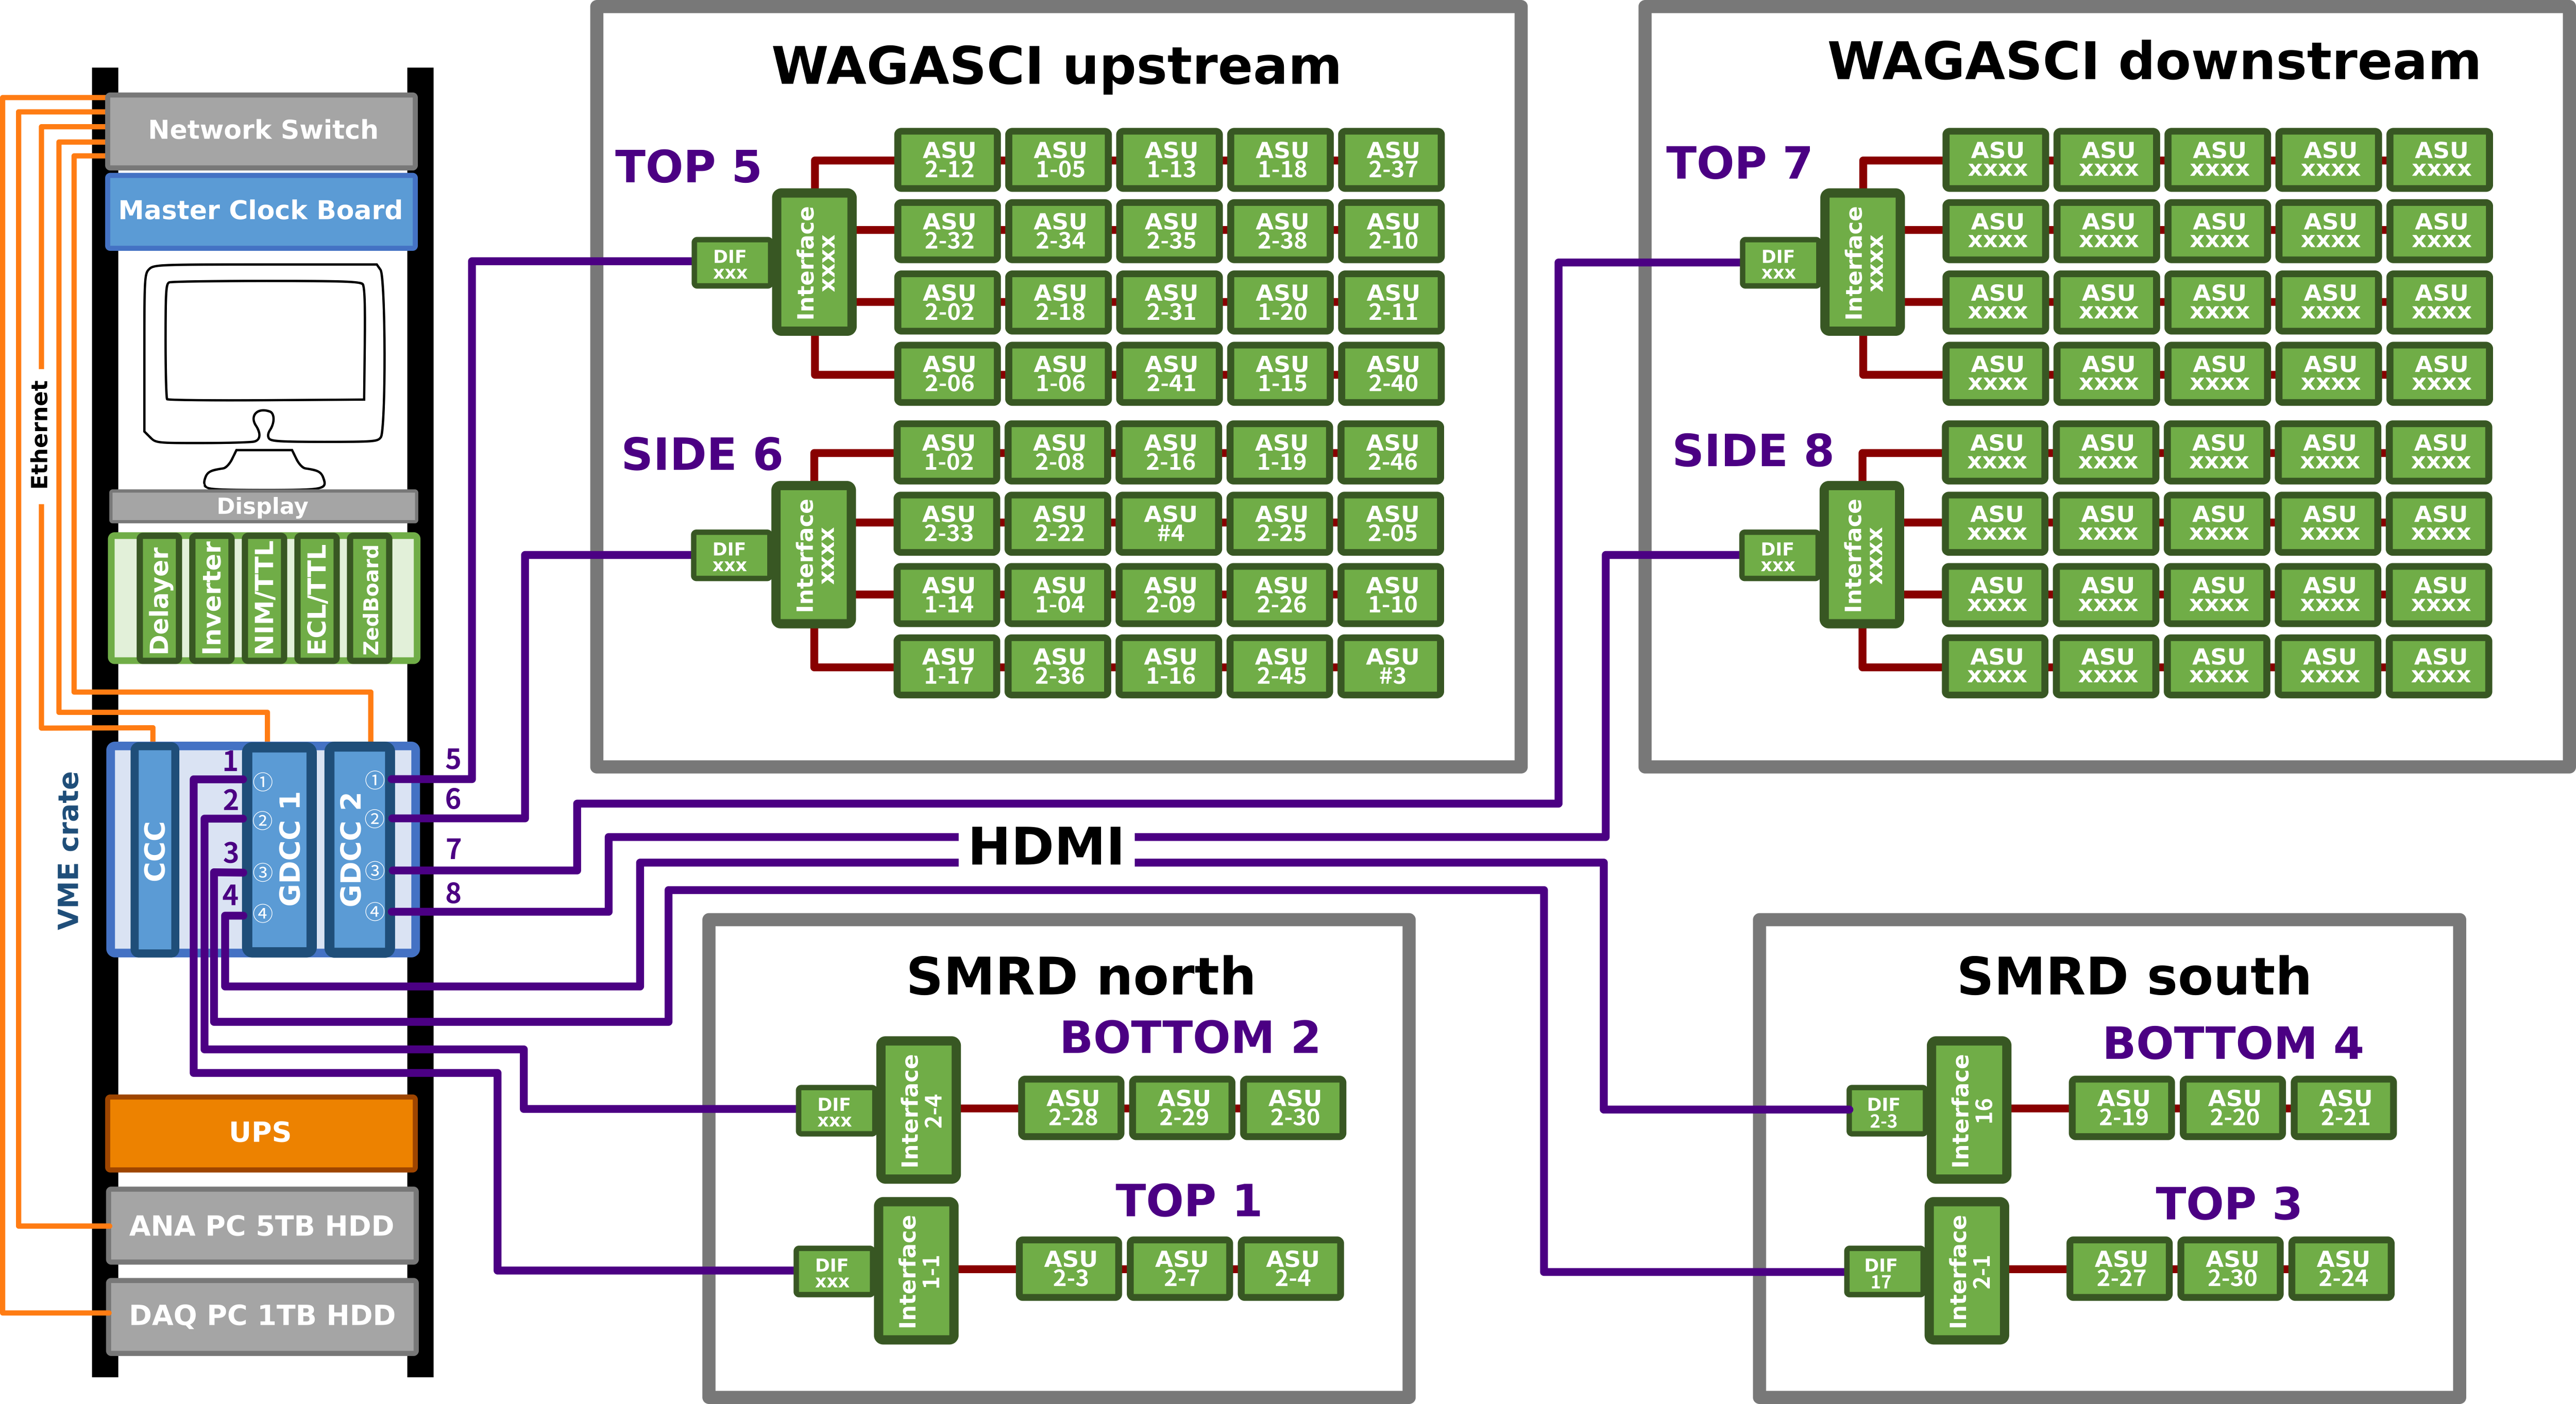 Network Switch
Master Clock Board
Ethernet
Display
Delayer
Inverter
NIM/TTL
ECL/TTL
ZedBoard
VME crate
CCC
1
2
3
4
①
②
③
④
GDCC 1
GDCC 2
①
②
③
④
5
6
7
8
UPS
ANA PC 5TB HDD
DAQ PC 1TB HDD
HDMI
WAGASCI upstream
TOP 5
DIF
xxx
Interface
xxxx
ASU ASU ASU ASU ASU
2-12 1-05 1-13 1-18 2-37
ASU ASU ASU ASU ASU
2-32 2-34 2-35 2-38 2-10
ASU ASU ASU ASU ASU
2-02 2-18 2-31 1-20 2-11
ASU ASU ASU ASU ASU
2-06 1-06 2-41 1-15 2-40
SIDE 6
DIF
xxx
Interface
xxxx
ASU ASU ASU ASU ASU
1-02 2-08 2-16 1-19 2-46
ASU ASU ASU ASU ASU
2-33 2-22 #4 2-25 2-05
ASU ASU ASU ASU ASU
1-14 1-04 2-09 2-26 1-10
ASU ASU ASU ASU ASU
1-17 2-36 1-16 2-45 #3
WAGASCI downstream
TOP 7
DIF
xxx
Interface
xxxx
ASU ASU ASU ASU ASU
xxxx xxxx xxxx xxxx xxxx
ASU ASU ASU ASU ASU
xxxx xxxx xxxx xxxx xxxx
ASU ASU ASU ASU ASU
xxxx xxxx xxxx xxxx xxxx
ASU ASU ASU ASU ASU
xxxx xxxx xxxx xxxx xxxx
SIDE 8
DIF
xxx
Interface
xxxx
ASU ASU ASU ASU ASU
xxxx xxxx xxxx xxxx xxxx
ASU ASU ASU ASU ASU
xxxx xxxx xxxx xxxx xxxx
ASU ASU ASU ASU ASU
xxxx xxxx xxxx xxxx xxxx
ASU ASU ASU ASU ASU
xxxx xxxx xxxx xxxx xxxx
SMRD north
BOTTOM 2
DIF
xxx
Interface
2-4
ASU ASU ASU
2-28 2-29 2-30
TOP 1
DIF
xxx
Interface
1-1
ASU ASU ASU
2-3 2-7 2-4
SMRD south
BOTTOM 4
DIF
2-3
Interface
16
ASU ASU ASU
2-19 2-20 2-21
TOP 3
DIF
17
Interface
2-1
ASU ASU ASU
2-27 2-30 2-24